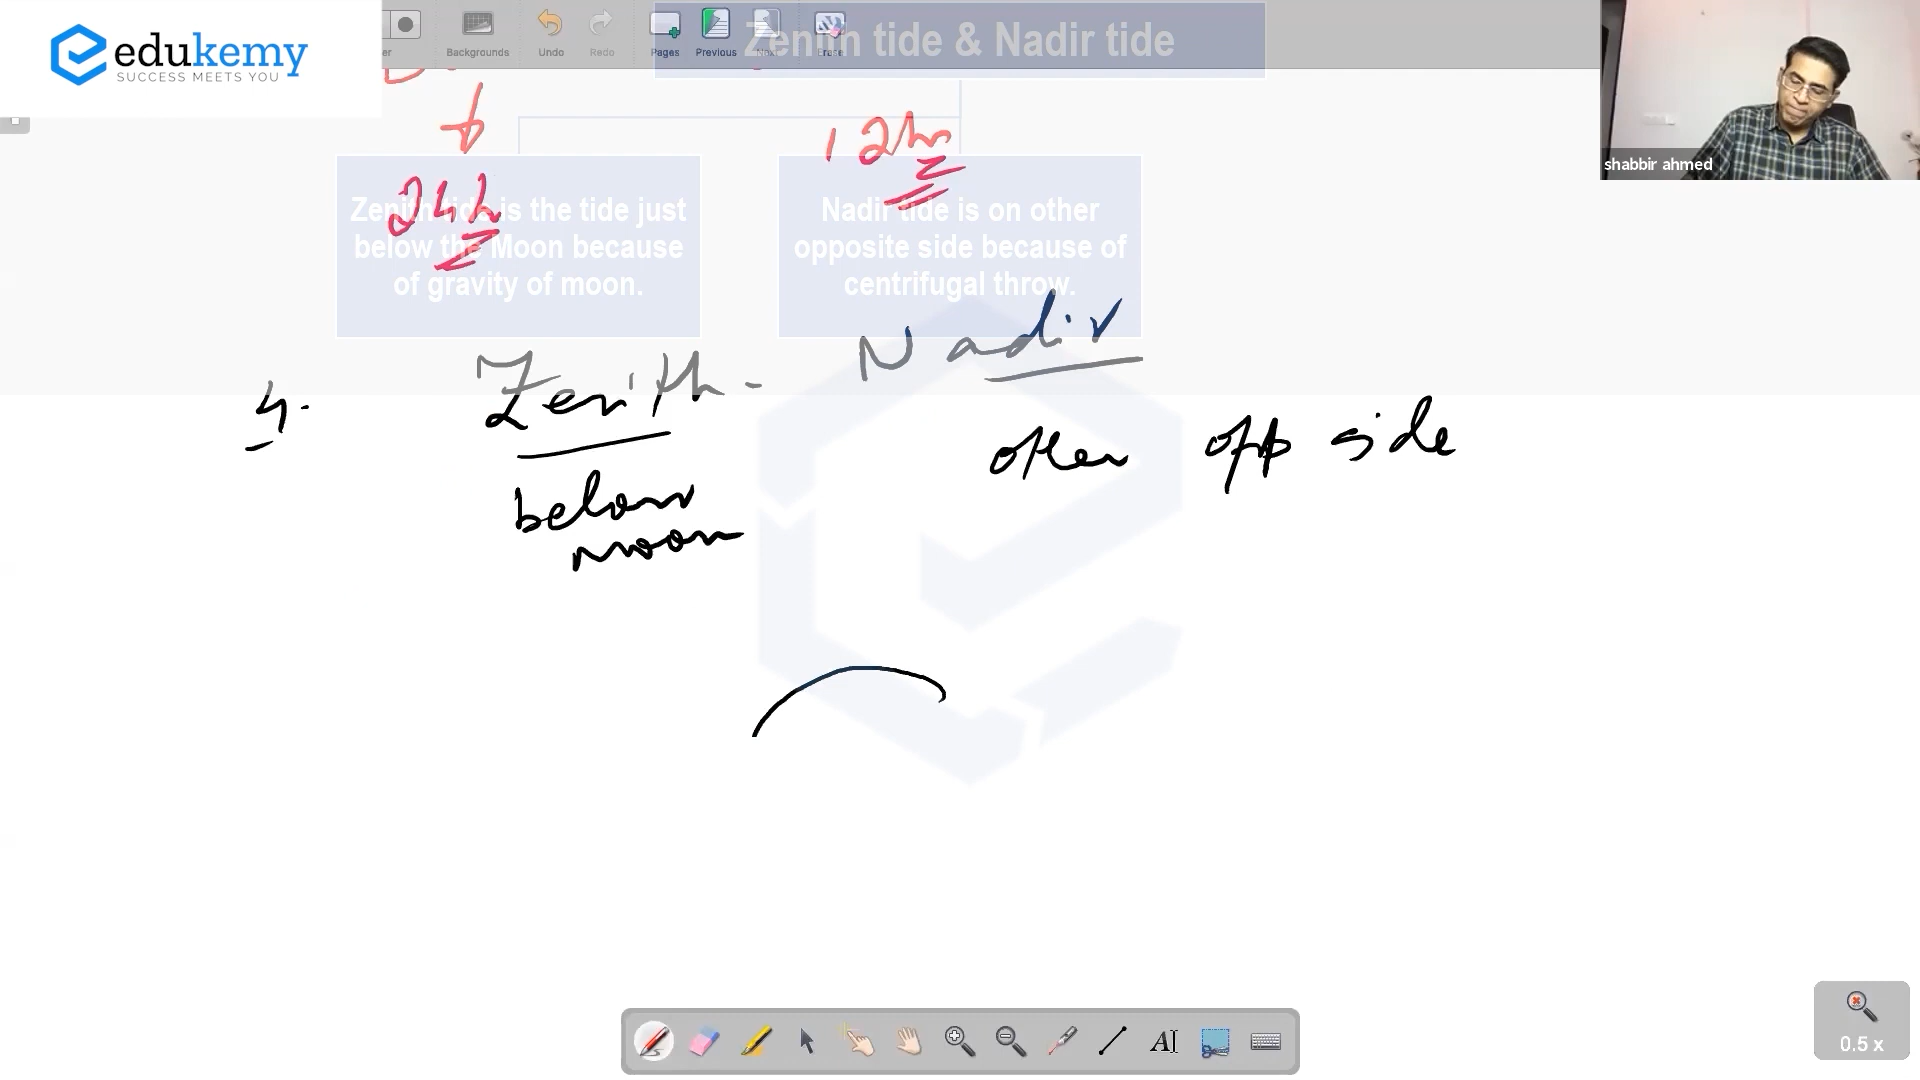 edukemy
SUCCESS MEETS YOU
Backgrounds
Undo
Redo
Pages
Previous
Zenith tide & Nadir tide
shabbir ahmed
24h
12hr
Zenith tide is the tide just
below the Moon because
of gravity of moon.
Nadir tide is on other
opposite side because of
centrifugal throw.
4.
Zenith -
Nadir
below
moon
other opp side
0.5 x